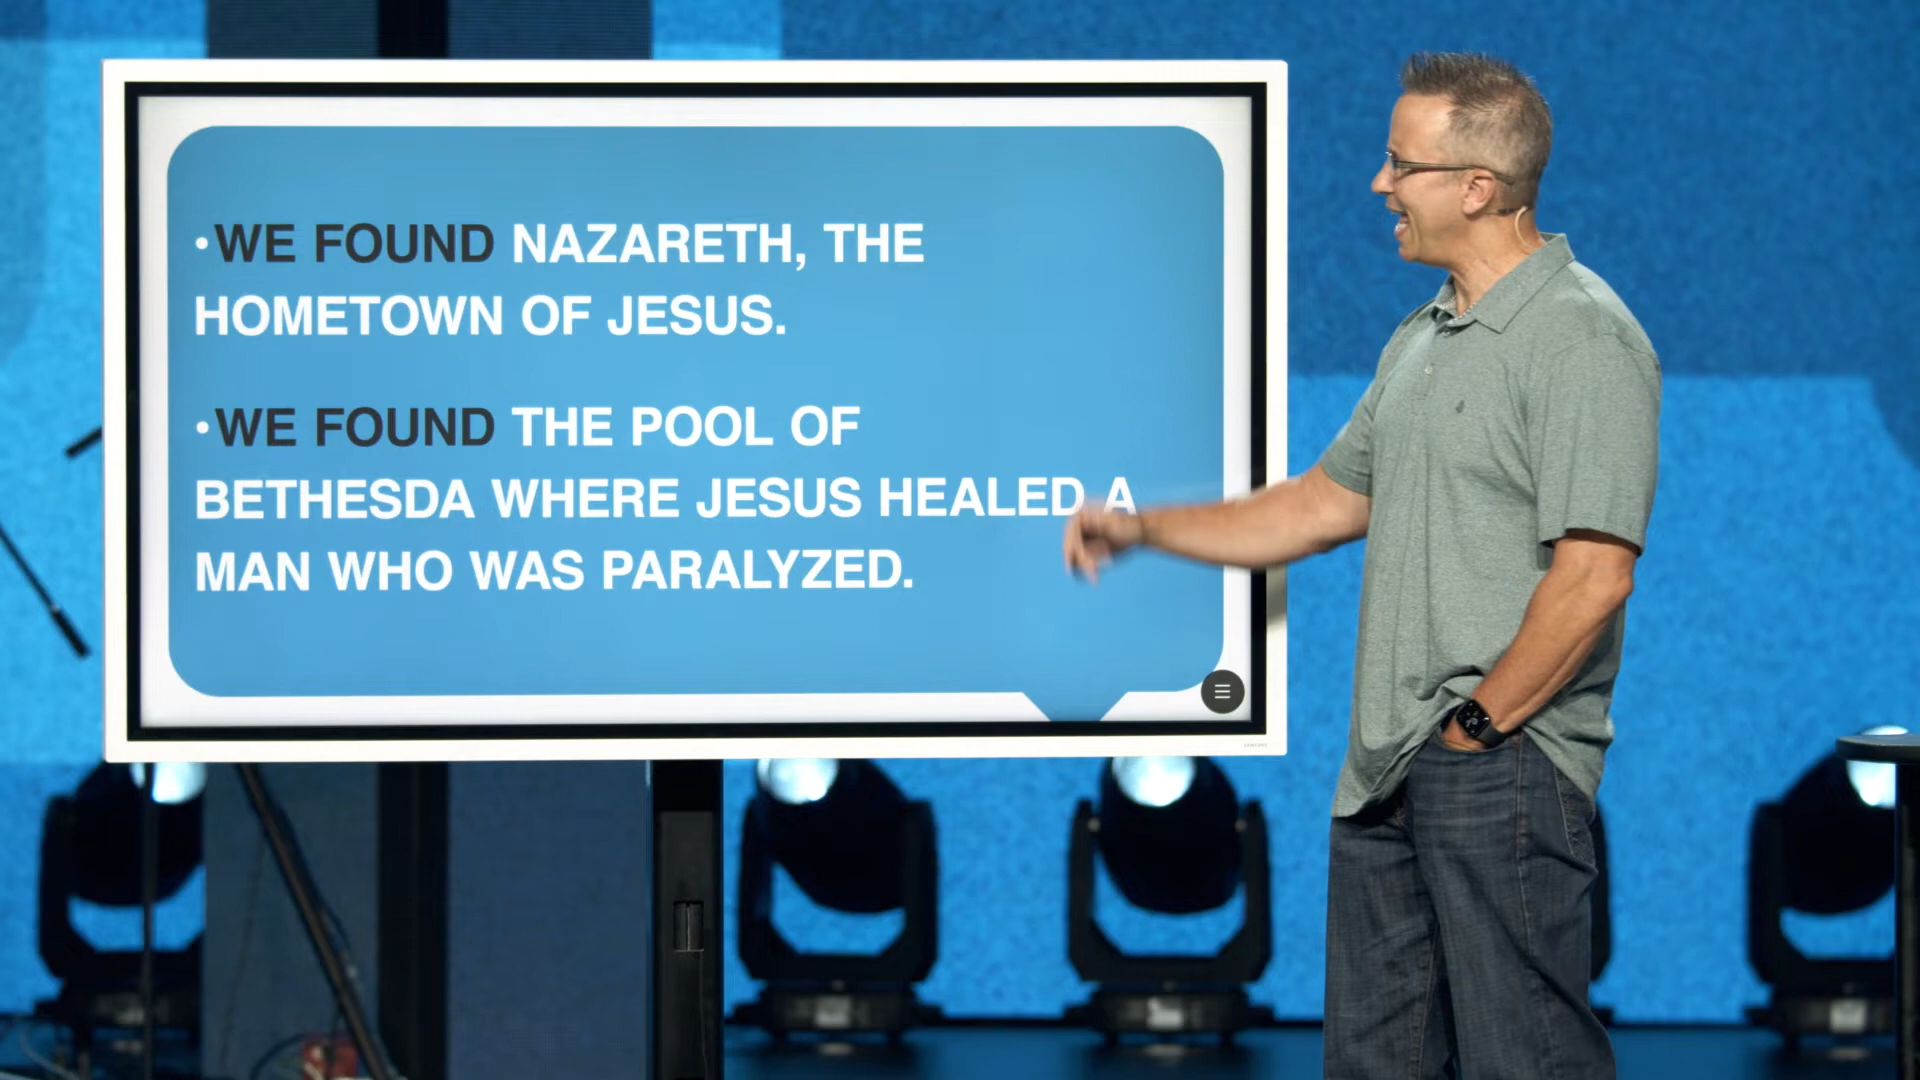 •WE FOUND NAZARETH, THE
HOMETOWN OF JESUS.
•WE FOUND THE POOL OF
BETHESDA WHERE JESUS HEALED A
MAN WHO WAS PARALYZED.